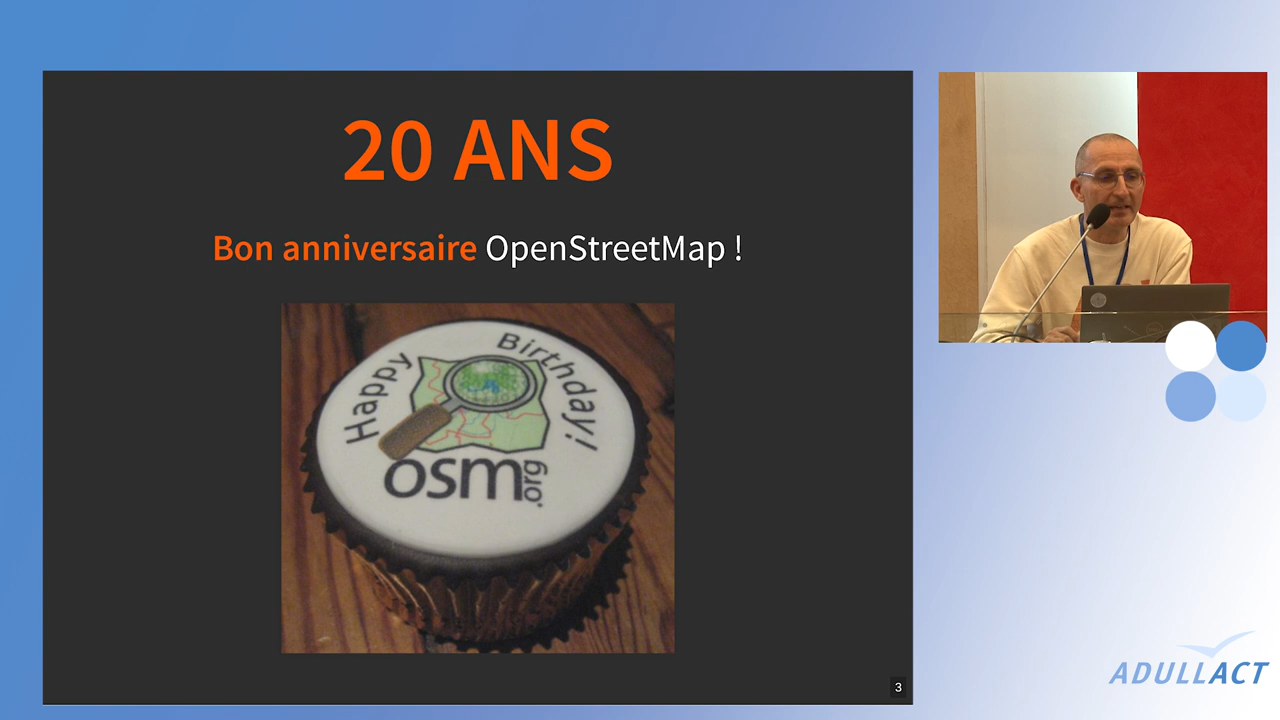 20 ANS
Bon anniversaire OpenStreetMap !
Happy Birthday!
osm.org
3
ADULLACT